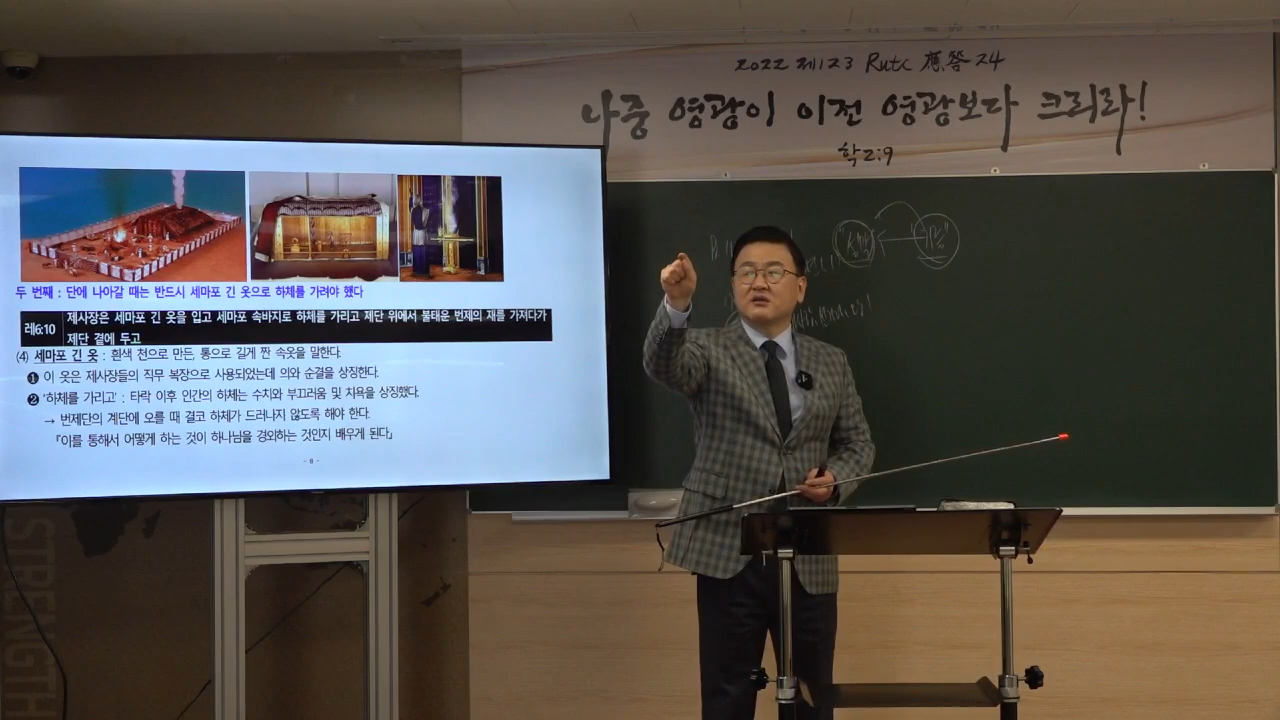 2022 제123 Rutc 應答 24
나중 영광이 이전 영광보다 크리라!
학2:9
두 번째 : 단에 나아갈 때는 반드시 세마포 긴 옷으로 하체를 가려야 했다
레6:10
제사장은 세마포 긴 옷을 입고 세마포 속바지로 하체를 가리고 제단 위에서 불태운 번제의 재를 가져다가
제단 곁에 두고
(4) 세마포 긴 옷 : 흰색 천으로 만든, 통으로 길게 짠 속옷을 말한다.
❶ 이 옷은 제사장들의 직무 복장으로 사용되었는데 의와 순결을 상징한다.
❷ '하체를 가리고' : 타락 이후 인간의 하체는 수치와 부끄러움 및 치욕을 상징했다.
→ 번제단의 계단에 오를 때 결코 하체가 드러나지 않도록 해야 한다.
『이를 통해서 어떻게 하는 것이 하나님을 경외하는 것인지 배우게 된다』
- 8 -
STRENGTH